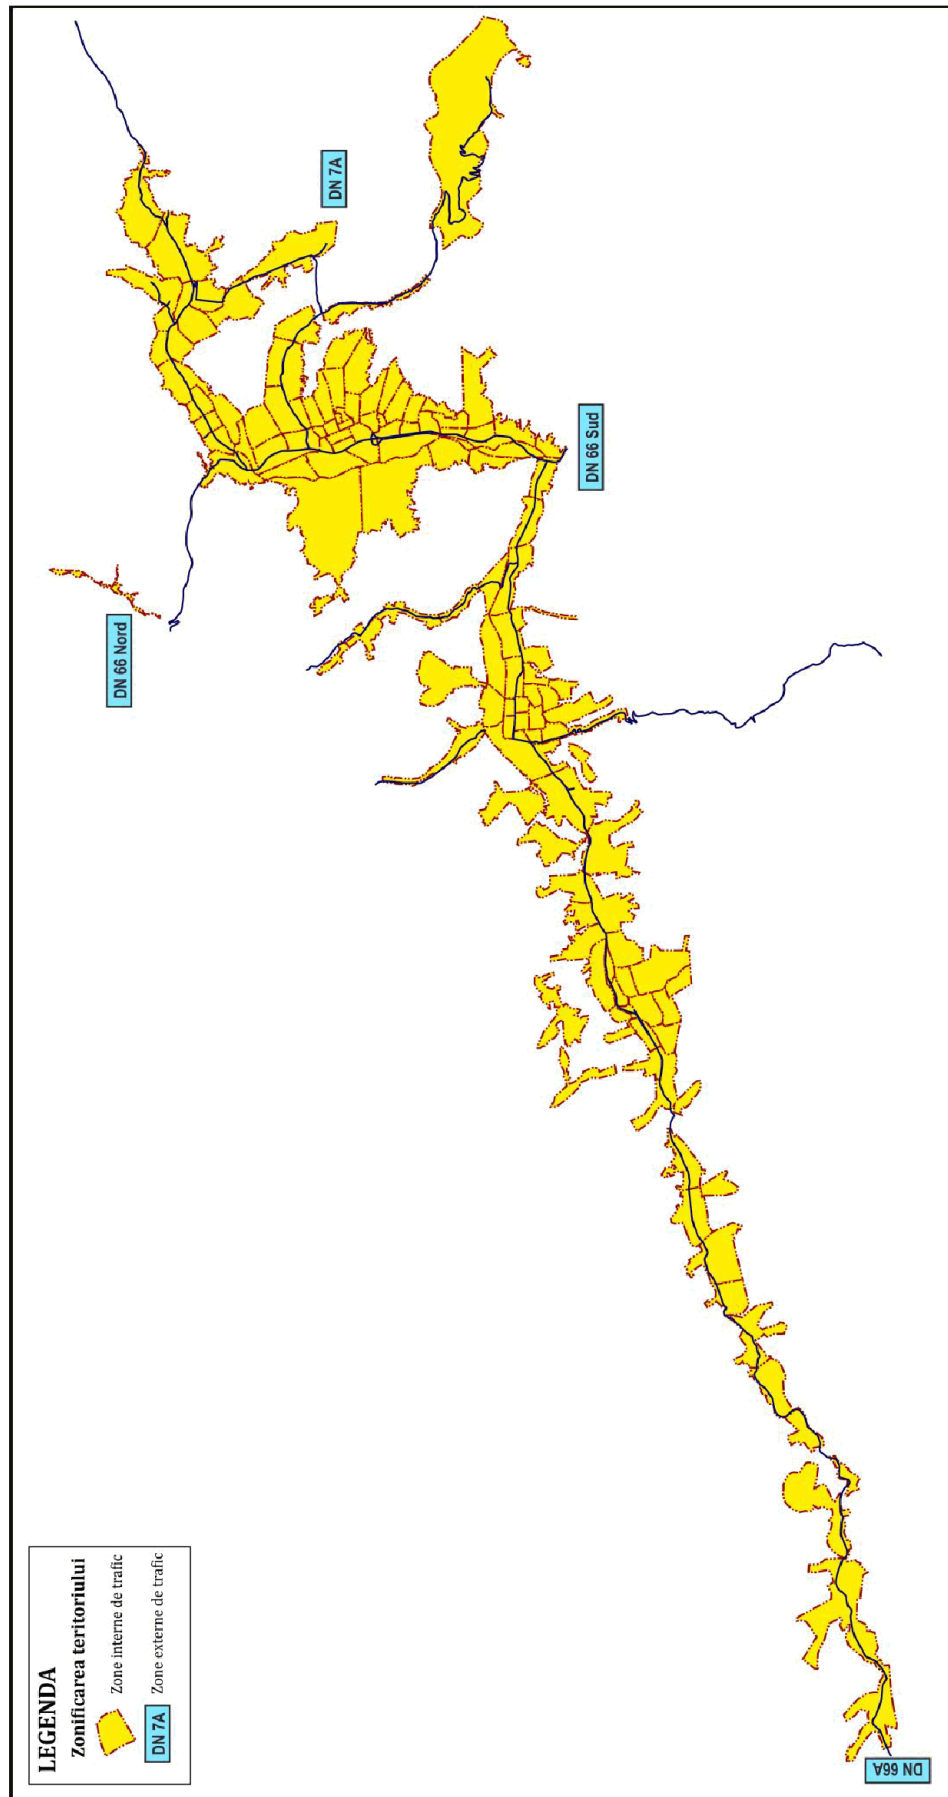 DN 7A
DN 66 Sud
DN 66 Nord
DN 66A
LEGENDA
Zonificarea teritoriului
Zone interne de trafic
DN 7A
Zone externe de trafic